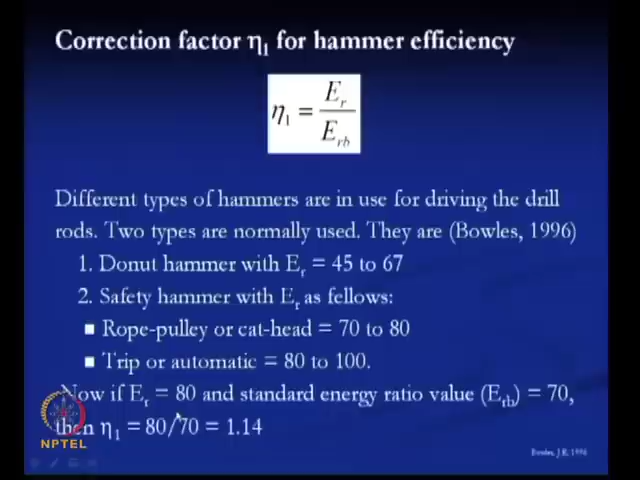 Correction factor η1 for hammer efficiency
η1 = Er / Erb
Different types of hammers are in use for driving the drill
rods. Two types are normally used. They are (Bowles, 1996)
1. Donut hammer with Er = 45 to 67
2. Safety hammer with Er as fellows:
■ Rope-pulley or cat-head = 70 to 80
■ Trip or automatic = 80 to 100.
Now if Er = 80 and standard energy ratio value (Erb) = 70,
then η1 = 80/70 = 1.14
NPTEL
Bowles, J.E. 1996